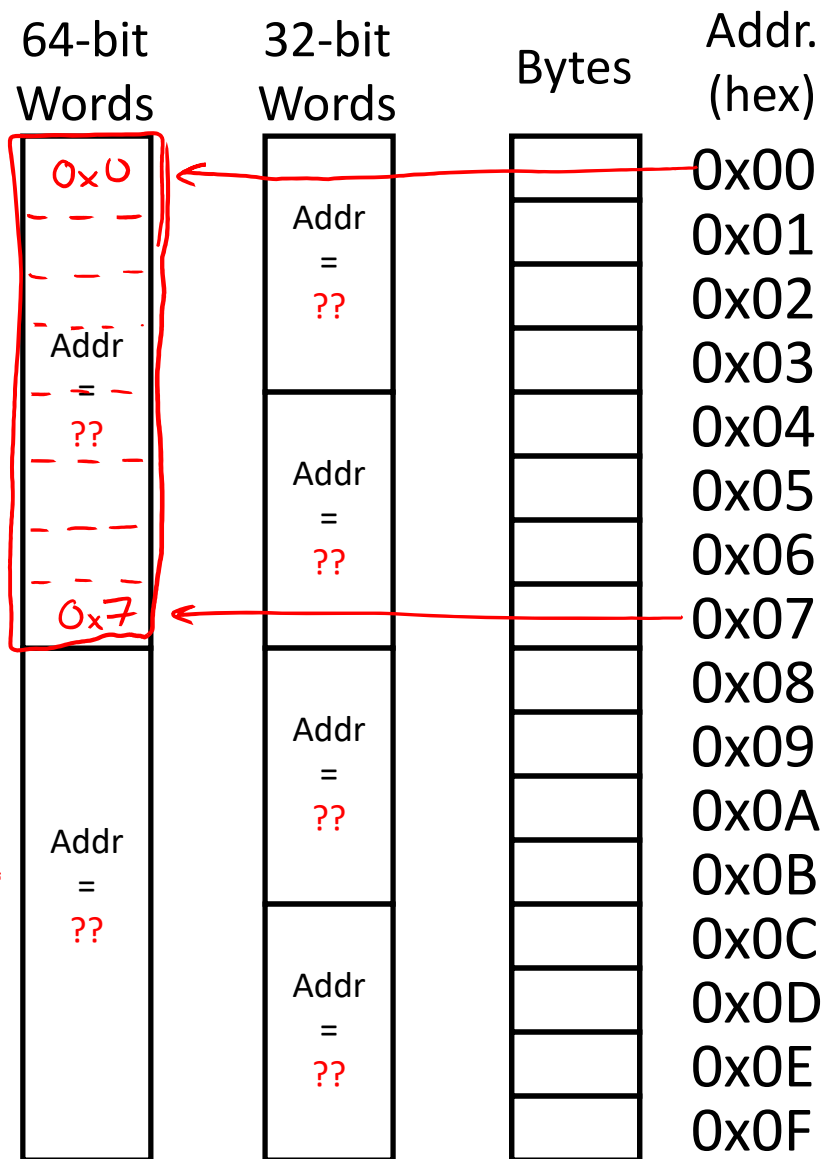 64-bit
Words
32-bit
Words
Bytes
Addr.
(hex)
0x0
Addr
=
??
0x7
Addr
=
??
Addr
=
??
Addr
=
??
Addr
=
??
Addr
=
??
0x00
0x01
0x02
0x03
0x04
0x05
0x06
0x07
0x08
0x09
0x0A
0x0B
0x0C
0x0D
0x0E
0x0F